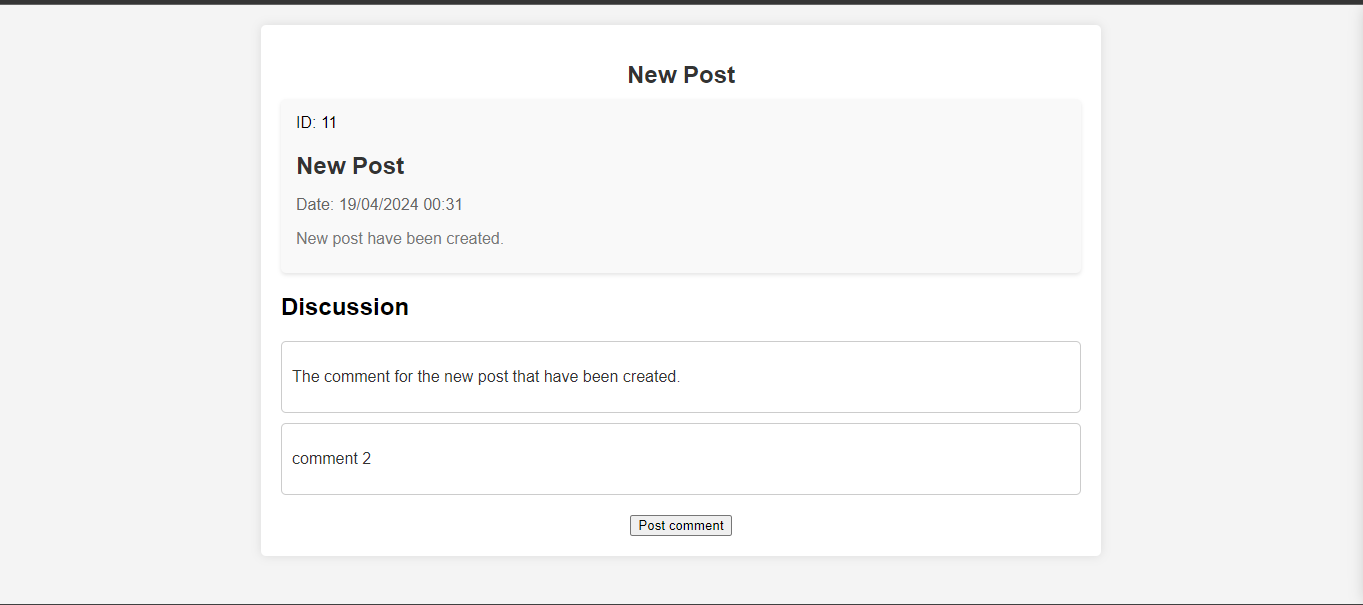 New Post
ID: 11
New Post
Date: 19/04/2024 00:31
New post have been created.
Discussion
The comment for the new post that have been created.
comment 2
Post comment